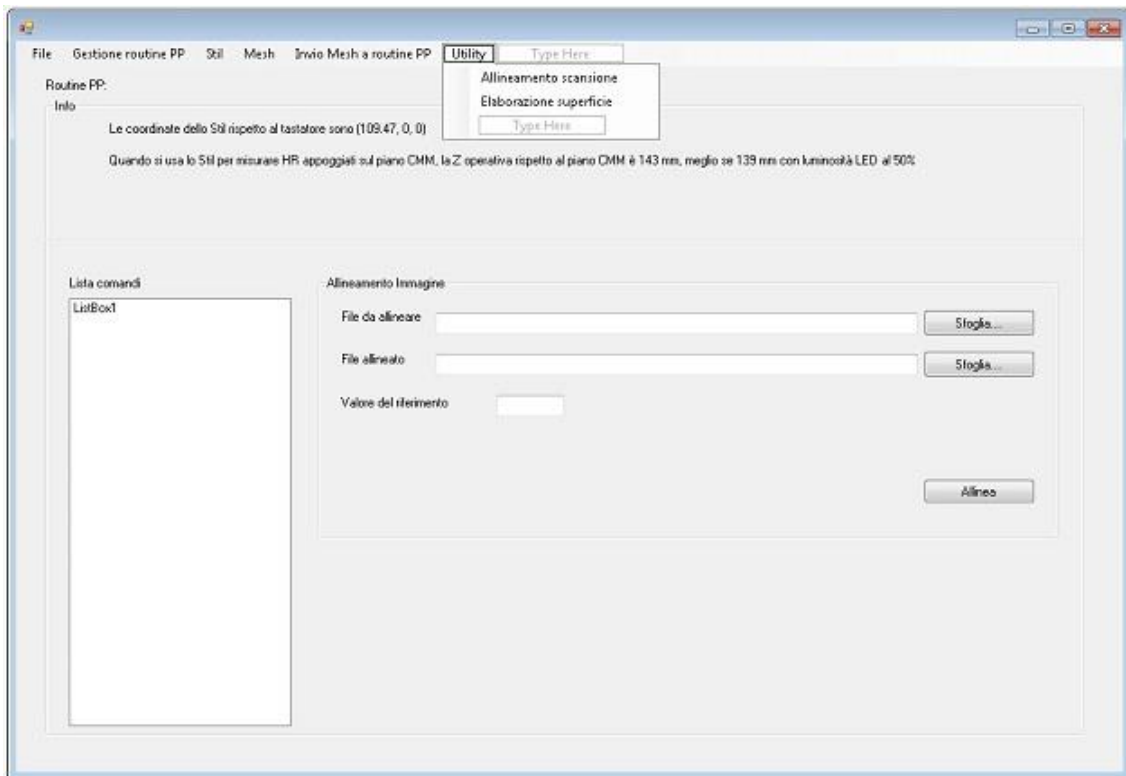 File Gestione routine PP Stil Mesh Invio Mesh a routine PP Utility Type Here
Allineamento scansione
Elaborazione superficie
Type Here
Routine PP:
Info
Le coordinate dello Stil rispetto al tastatore sono (109.47, 0, 0)
Quando si usa lo Stil per misurare HR appoggiati sul piano CMM, la Z operativa rispetto al piano CMM è 143 mm, meglio se 139 mm con luminosità LED al 50%
Lista comandi
ListBox1
Allineamento Immagine
File da allineare
Sfoglia...
File allineato
Sfoglia...
Valore del riferimento
Allinea